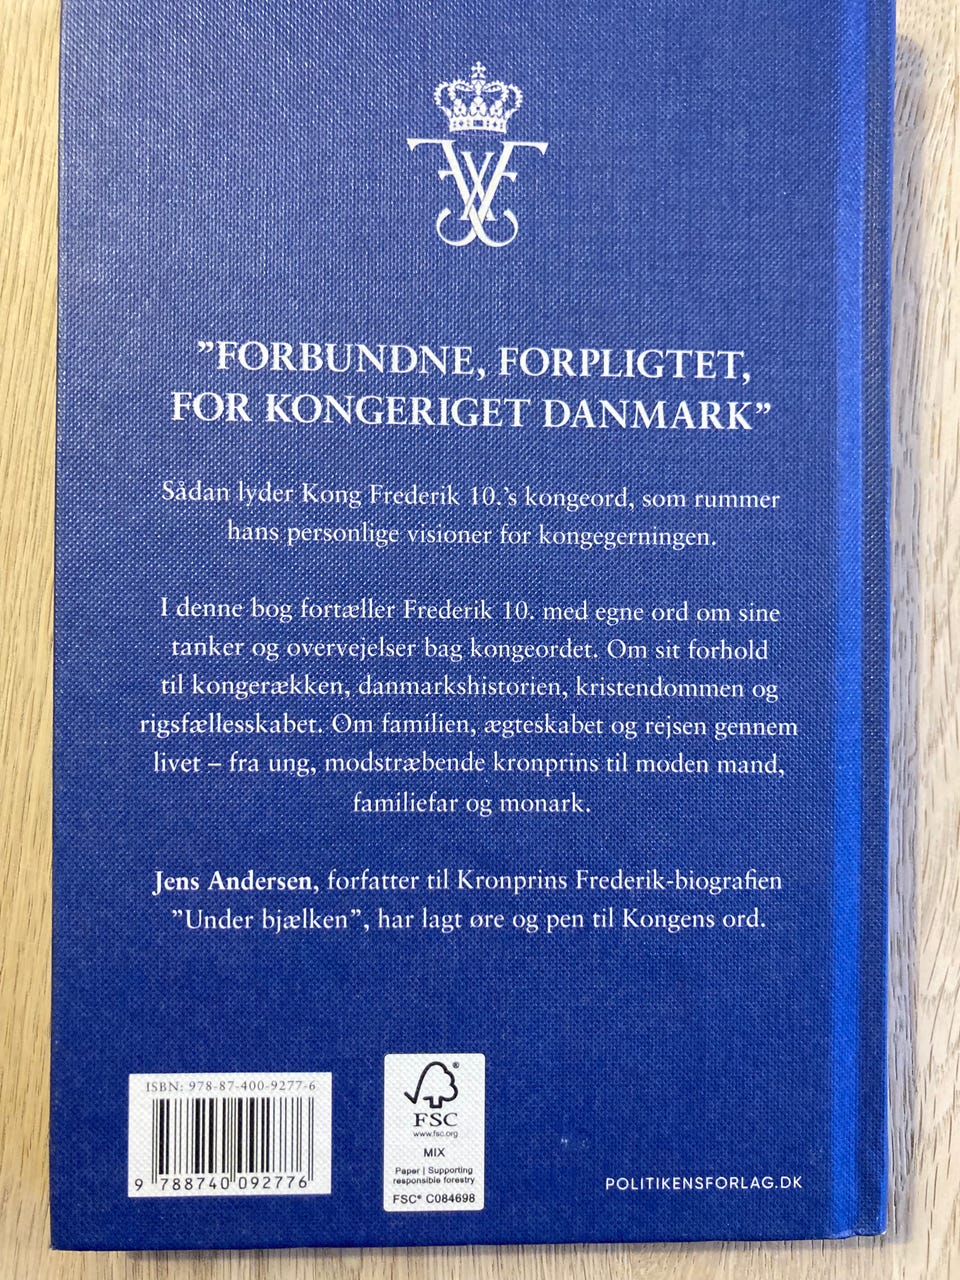 ”FORBUNDNE, FORPLIGTET,
FOR KONGERIGET DANMARK”
Sådan lyder Kong Frederik 10.’s kongeord, som rummer
hans personlige visioner for kongegerningen.
I denne bog fortæller Frederik 10. med egne ord om sine
tanker og overvejelser bag kongeordet. Om sit forhold
til kongerækken, danmarkshistorien, kristendommen og
rigsfællesskabet. Om familien, ægteskabet og rejsen gennem
livet – fra ung, modstræbende kronprins til moden mand,
familiefar og monark.
Jens Andersen, forfatter til Kronprins Frederik-biografien
”Under bjælken”, har lagt øre og pen til Kongens ord.
ISBN: 978-87-400-9277-6
9 788740 092776
®
FSC
www.fsc.org
MIX
Paper | Supporting
responsible forestry
FSC® C084698
POLITIKENSFORLAG.DK